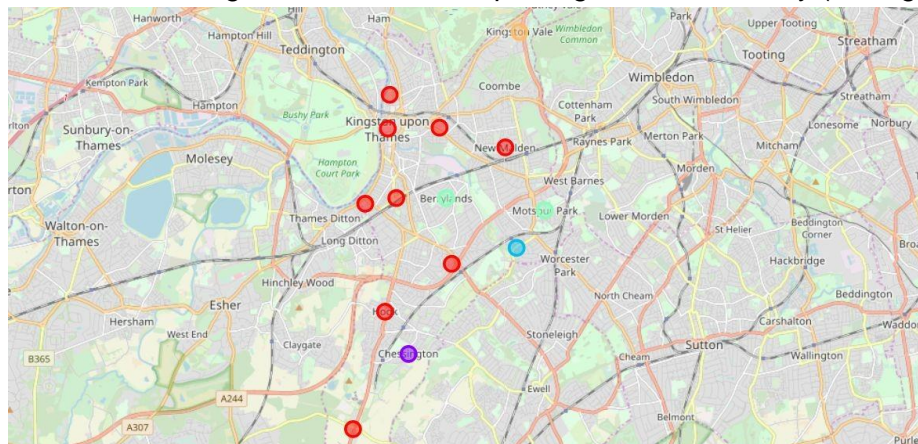 Hanworth
Hill
Ham
Kingston Vale
Wimbledon
Common
Park
Upper Tooting
Hampton Hill
Teddington
Tooting
Streatham
Kempton Park
Coombe
Wimbledon
Hampton
Bushy Park
Cottenham
Park
South Wimbledon
Streatham
Sunbury-on-
Thames
Kingston upon
Thames
Lonesome
Norbury
Molesey
Hampton
Court Park
New Malden
Raynes Park
Merton Park
Mitcham
Morden
West Barnes
Berrylands
Walton-on-
Thames
Thames Ditton
Motspur Park
Lower Morden
St Helier
Beddington
Corner
Long Ditton
Worcester
Park
Hackbridge
Hinchley Wood
North Cheam
Beddington
Esher
Hook
Hersham
West End
Claygate
Chessington
Stoneleigh
Carshalton
Sutton
Cheam
Wallington
B365
Ewell
A244
Belmont
A307